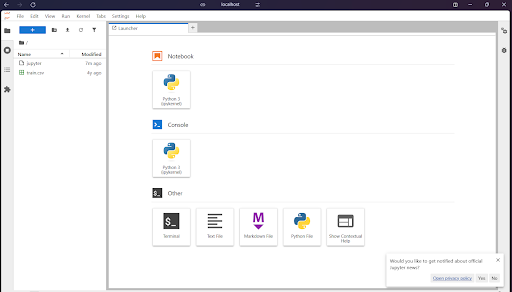 localhost
File Edit View Run Kernel Tabs Settings Help
Launcher
/
Name Modified
jupyter 7m ago
train.csv 4y ago
Notebook
Python 3
(ipykernel)
Console
Python 3
(ipykernel)
Other
Terminal
Text File
Markdown File
Python File
Show Contextual
Help
Would you like to get notified about official
Jupyter news?
Open privacy policy Yes No